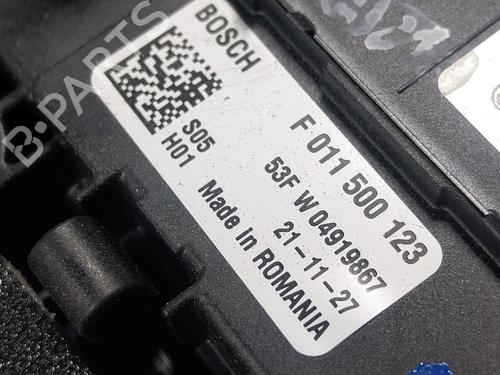 BOSCH
S05
H01
F 011 500 123
53F W 04919867
21-11-27
Made in ROMANIA
B-PARTS